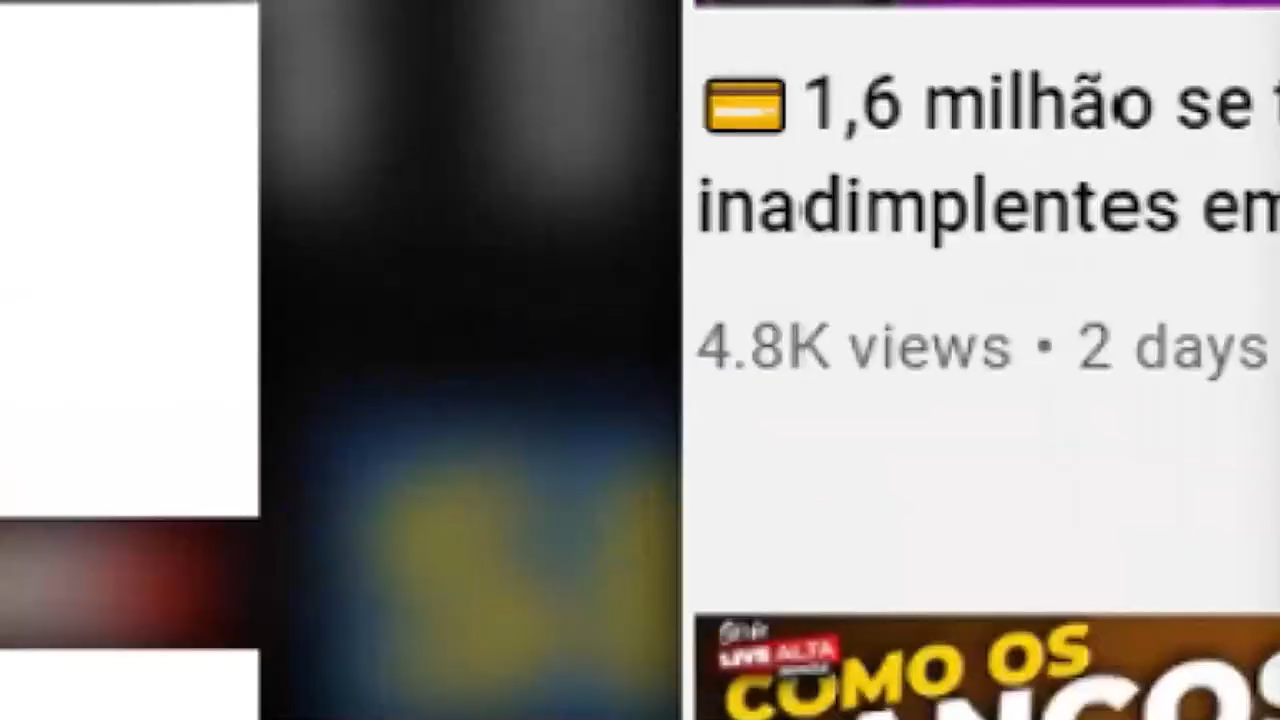 💳 1,6 milhão se
inadimplentes em
4.8K views • 2 days
LIVE ALTA
COMO OS